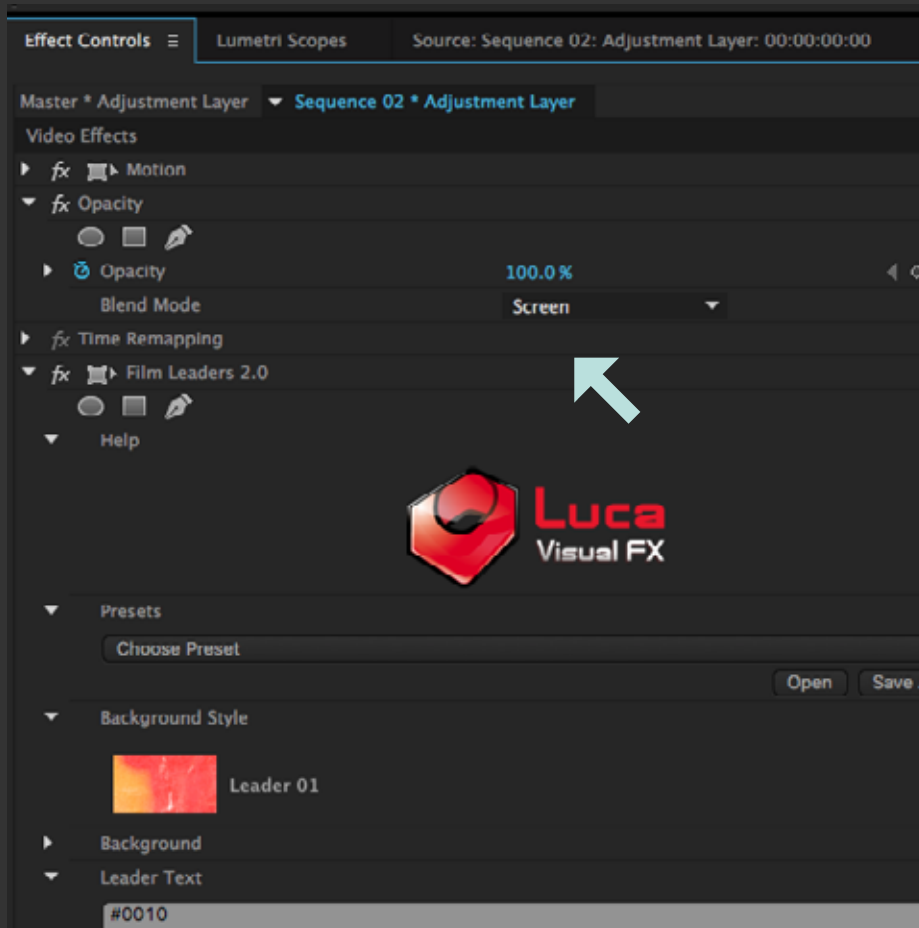 Effect Controls Lumetri Scopes Source: Sequence 02: Adjustment Layer: 00:00:00:00
Master * Adjustment Layer Sequence 02 * Adjustment Layer
Video Effects
fx Motion
fx Opacity
Opacity 100.0 %
Blend Mode Screen
fx Time Remapping
fx Film Leaders 2.0
Help
Luca
Visual FX
Presets
Choose Preset
Open Save
Background Style
Leader 01
Background
Leader Text
#0010